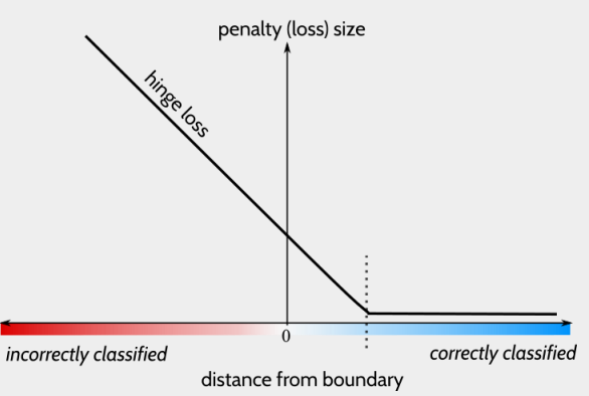 penalty (loss) size
hinge loss
0
incorrectly classified
correctly classified
distance from boundary